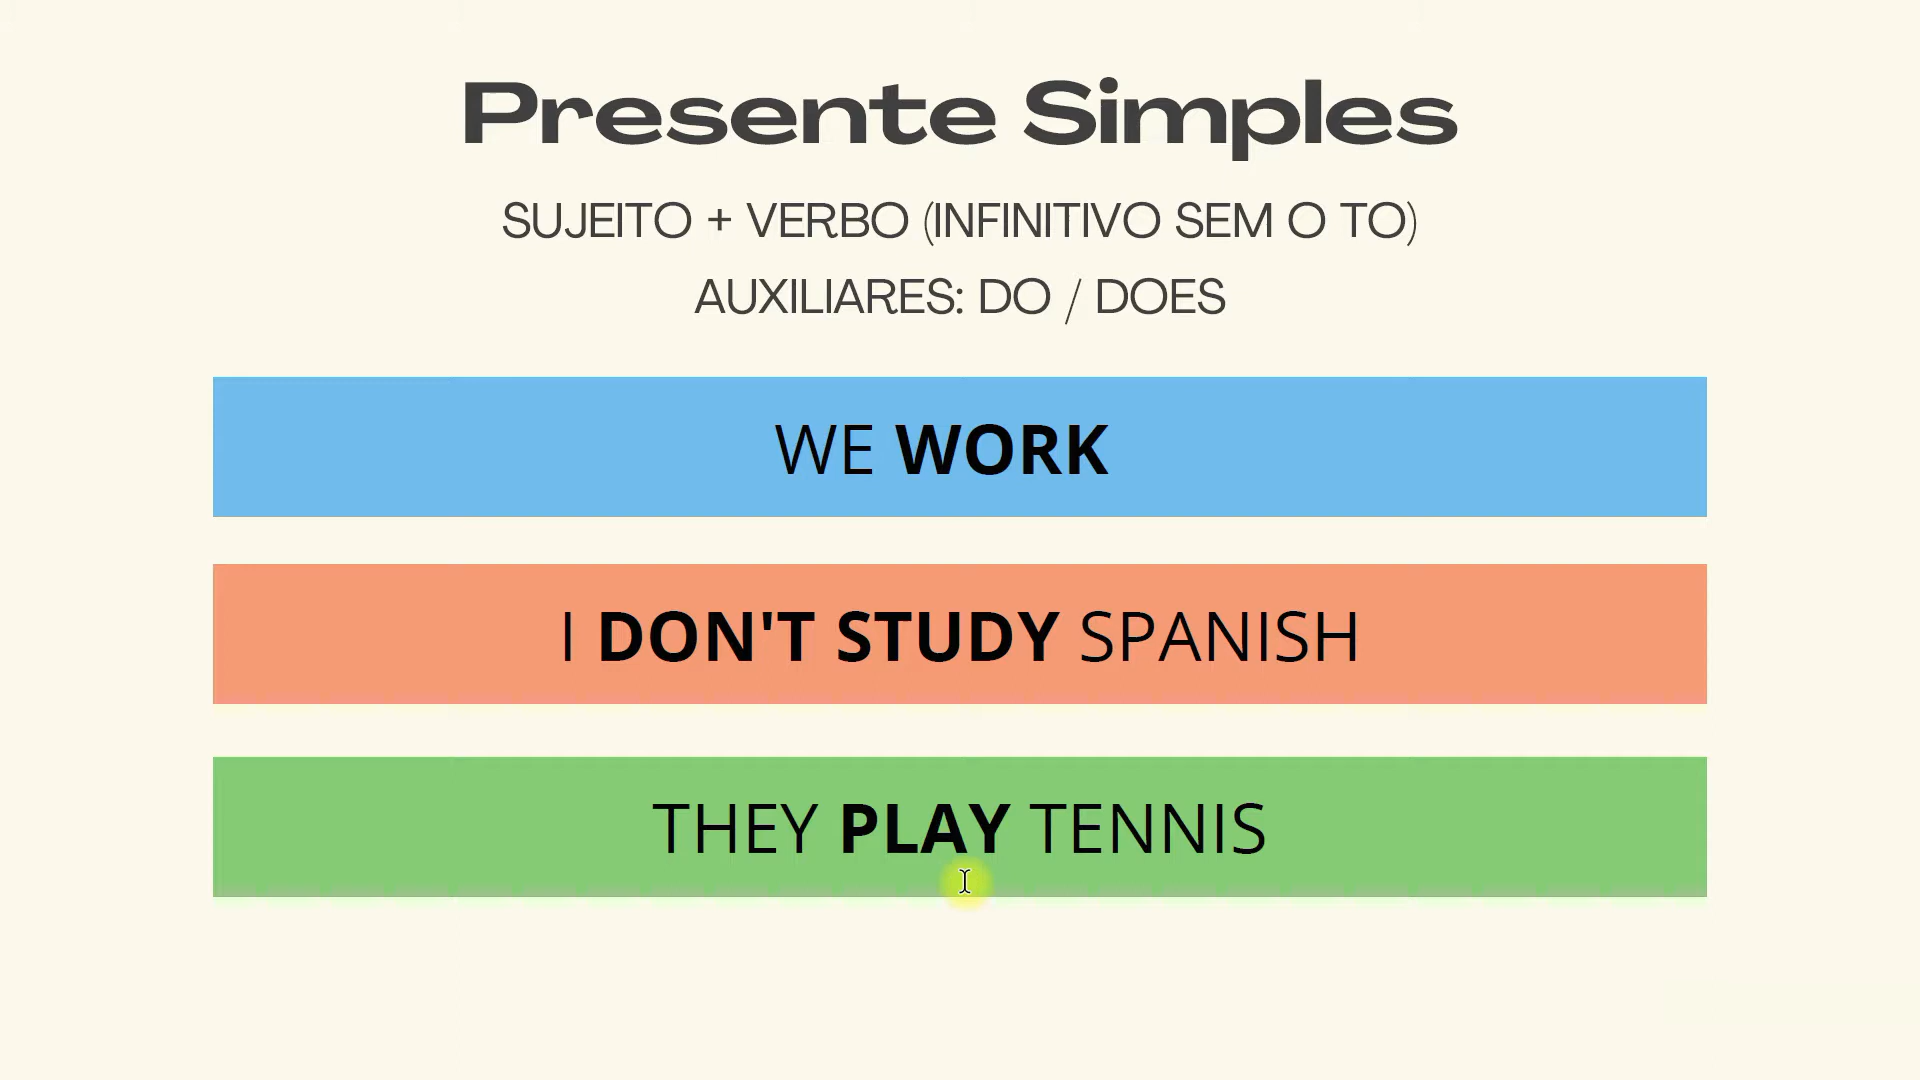 Presente Simples
SUJEITO + VERBO (INFINITIVO SEM O TO)
AUXILIARES: DO / DOES
WE WORK
I DON'T STUDY SPANISH
THEY PLAY TENNIS